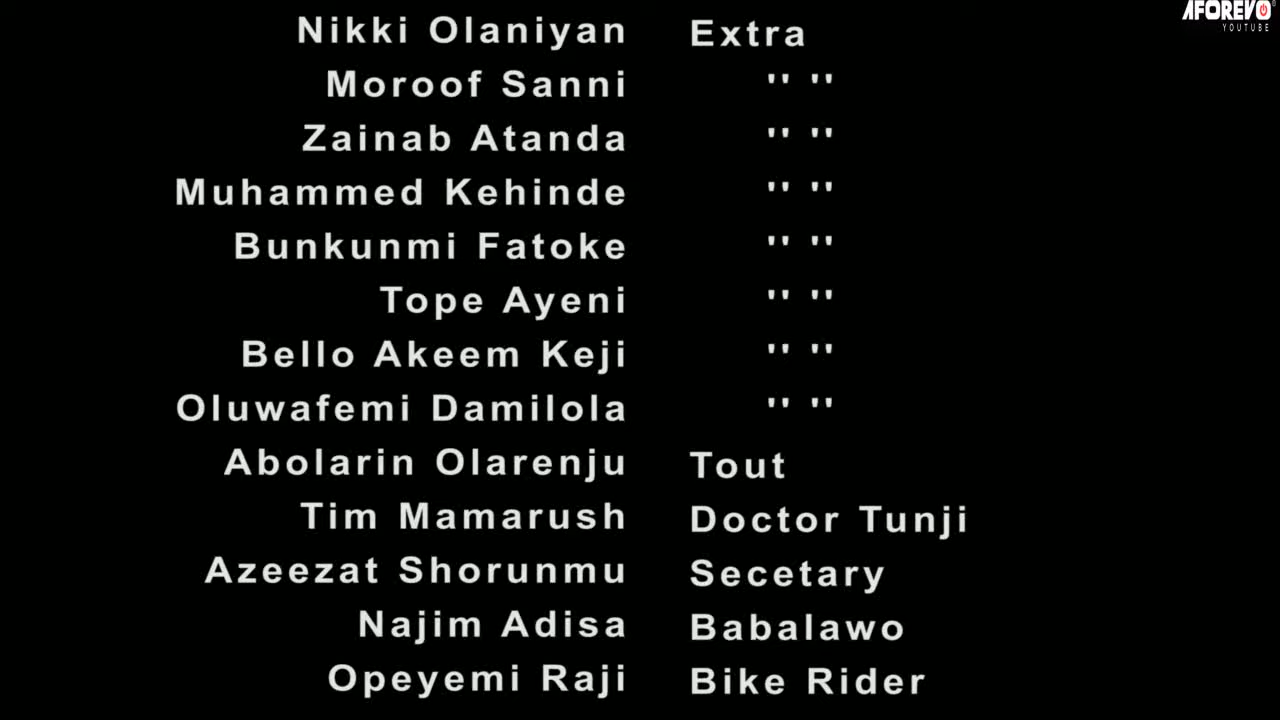 AFOREVO
YOUTUBE
Nikki Olaniyan Extra
Moroof Sanni " "
Zainab Atanda " "
Muhammed Kehinde " "
Bunkunmi Fatoke " "
Tope Ayeni " "
Bello Akeem Keji " "
Oluwafemi Damilola " "
Abolarin Olarenju Tout
Tim Mamarush Doctor Tunji
Azeezat Shorunmu Secetary
Najim Adisa Babalawo
Opeyemi Raji Bike Rider